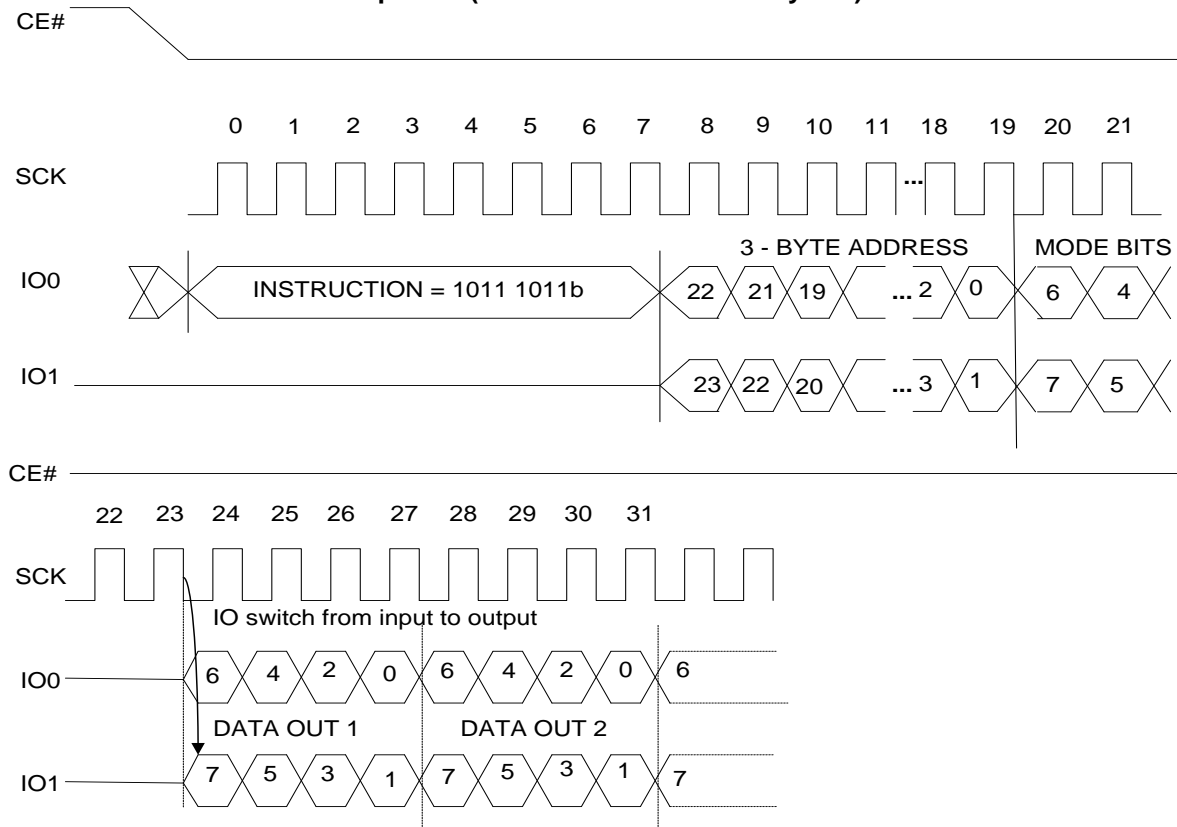 CE#
0 1 2 3 4 5 6 7 8 9 10 11 18 19 20 21
SCK ...
3 - BYTE ADDRESS MODE BITS
IO0 INSTRUCTION = 1011 1011b 22 21 19 ... 2 0 6 4
IO1 23 22 20 ... 3 1 7 5
CE#
22 23 24 25 26 27 28 29 30 31
SCK
IO switch from input to output
IO0 6 4 2 0 6 4 2 0 6
DATA OUT 1 DATA OUT 2
IO1 7 5 3 1 7 5 3 1 7